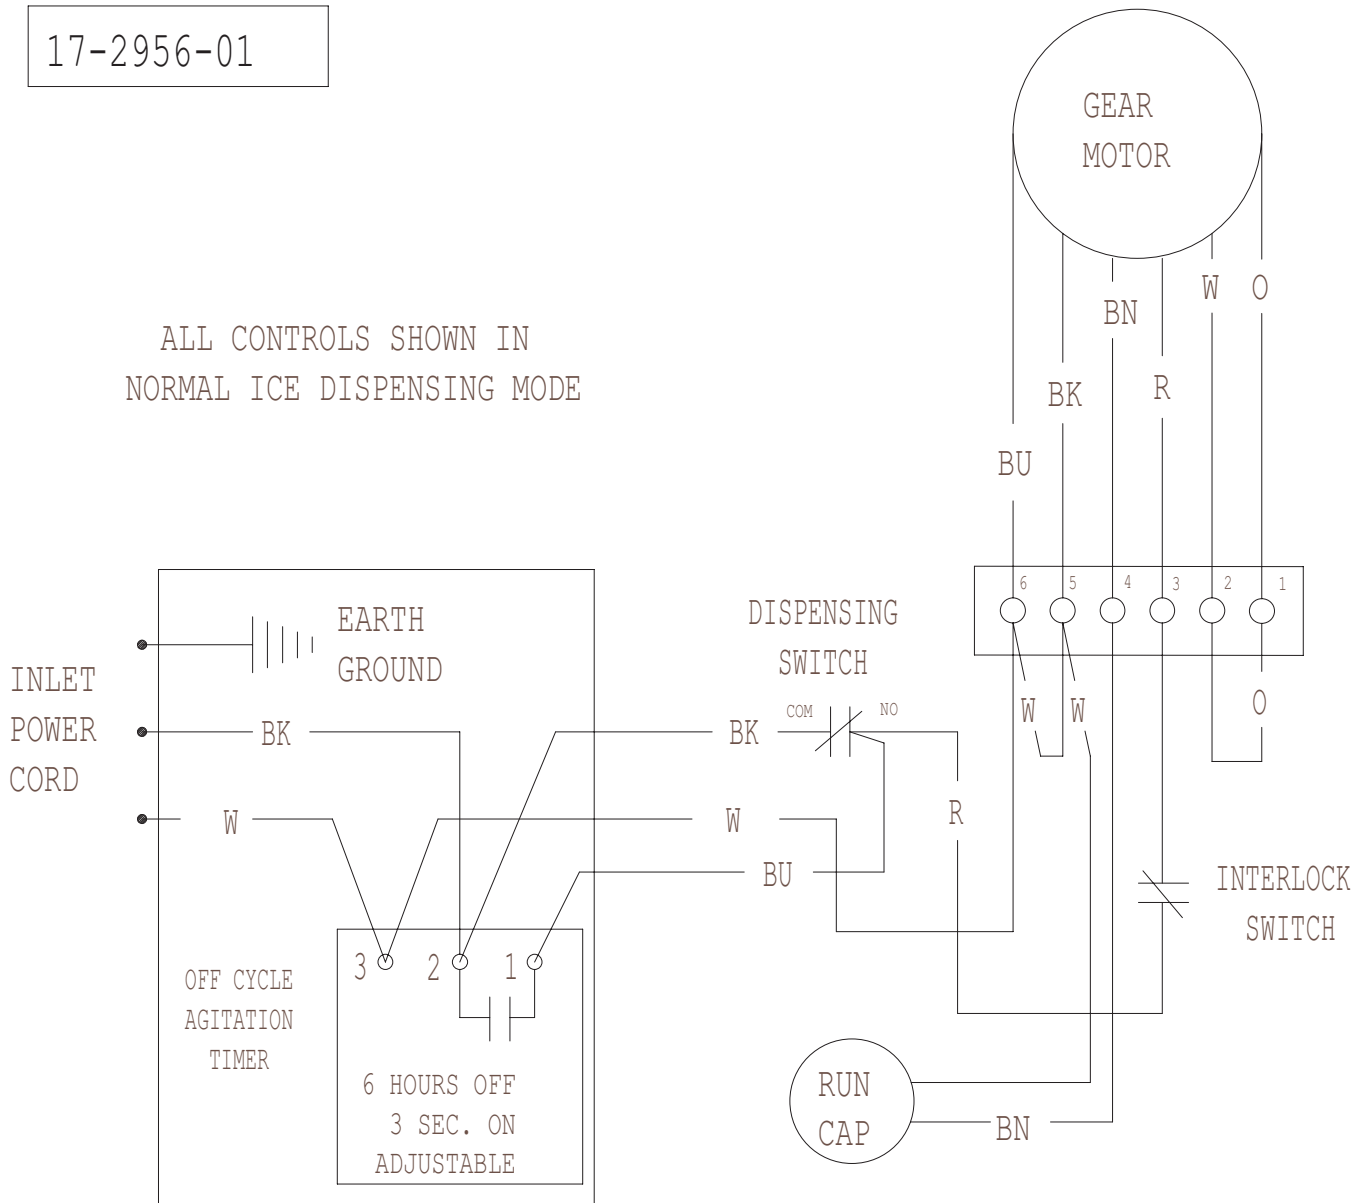 17-2956-01
GEAR
MOTOR
W
O
BN
ALL CONTROLS SHOWN IN
NORMAL ICE DISPENSING MODE
BK
R
BU
6
5
4
3
2
1
EARTH
GROUND
DISPENSING
SWITCH
INLET
POWER
CORD
COM
NO
W
W
O
BK
BK
W
W
R
BU
INTERLOCK
SWITCH
3
2
1
OFF CYCLE
AGITATION
TIMER
6 HOURS OFF
3 SEC. ON
ADJUSTABLE
RUN
CAP
BN